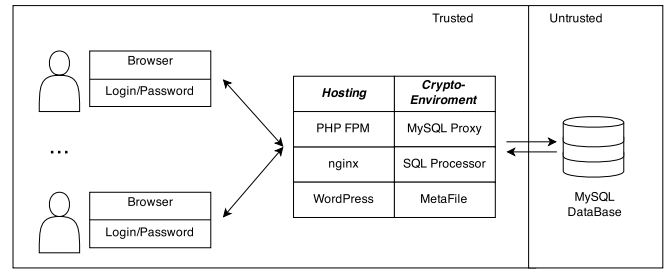 Trusted
Untrusted
Browser
Login/Password
...
Browser
Login/Password
Hosting
Crypto-
Enviroment
PHP FPM
MySQL Proxy
nginx
SQL Processor
WordPress
MetaFile
MySQL
DataBase